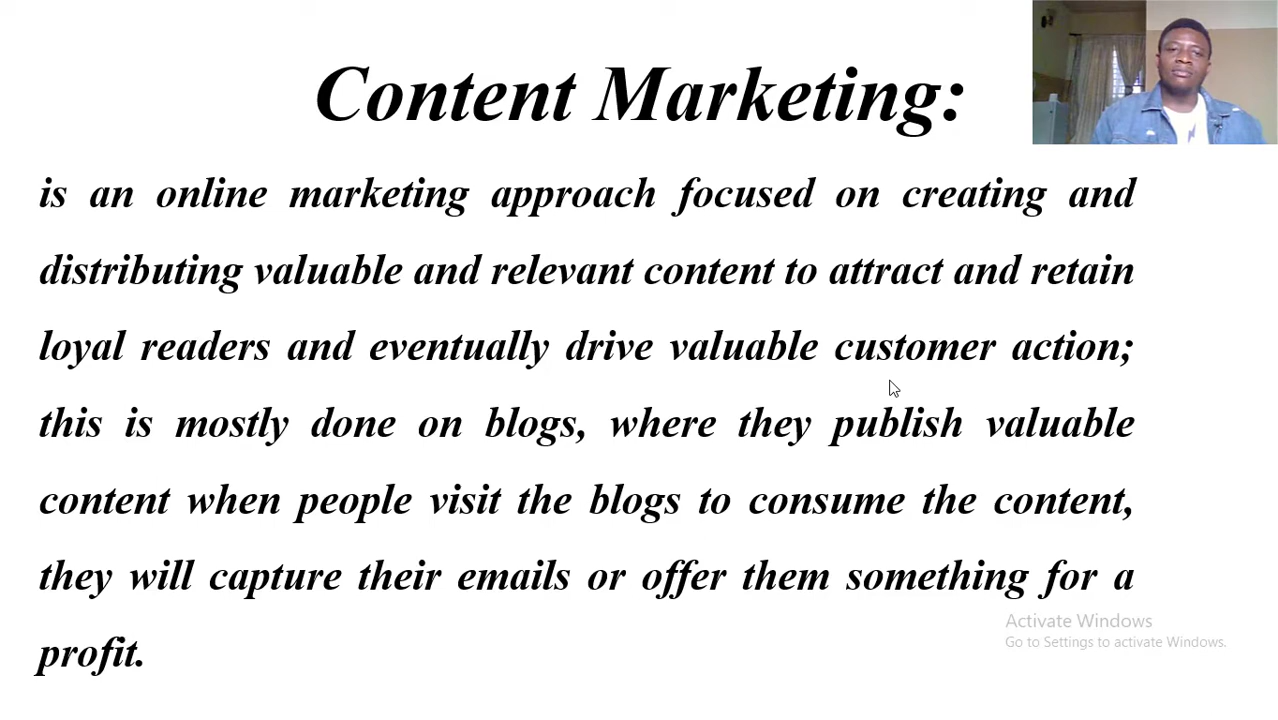 Content Marketing:
is an online marketing approach focused on creating and
distributing valuable and relevant content to attract and retain
loyal readers and eventually drive valuable customer action;
this is mostly done on blogs, where they publish valuable
content when people visit the blogs to consume the content,
they will capture their emails or offer them something for a
profit.
Activate Windows
Go to Settings to activate Windows.